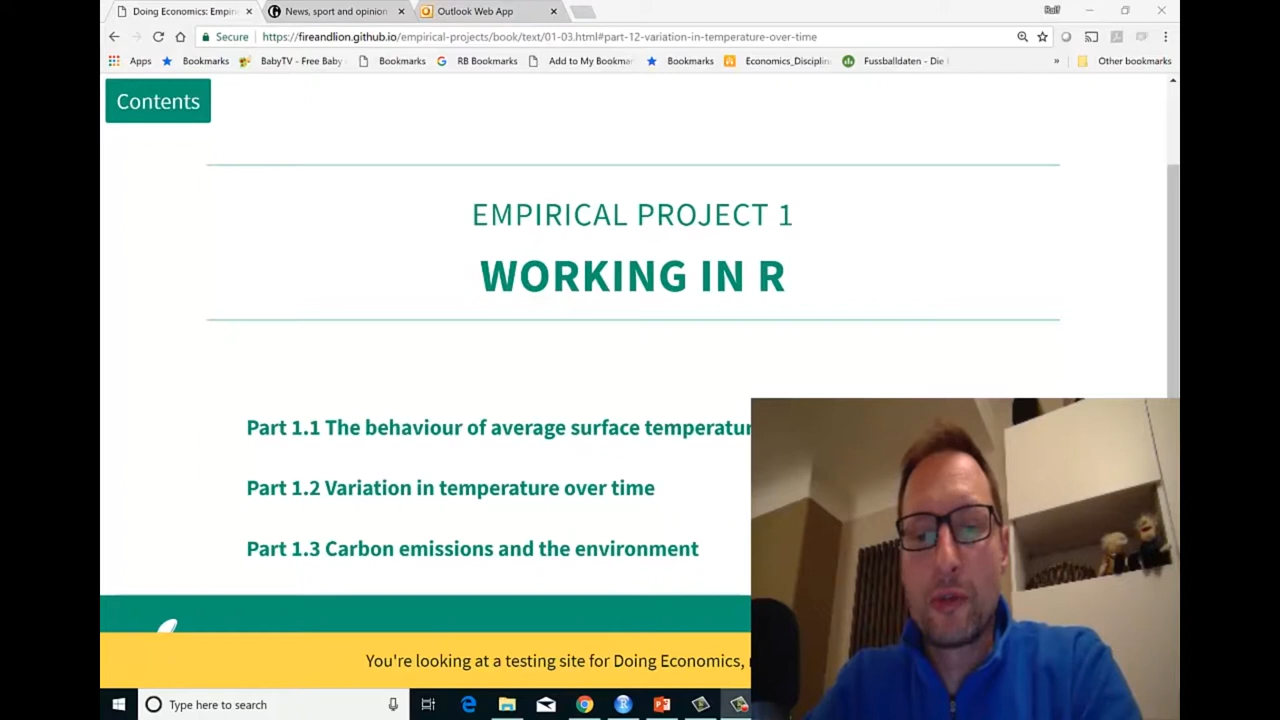 Doing Economics: Empir
News, sport and opinion
Outlook Web App
Ralf
Secure
https://fireandlion.github.io/empirical-projects/book/text/01-03.html#part-12-variation-in-temperature-over-time
Apps
Bookmarks
BabyTV - Free Baby
Bookmarks
RB Bookmarks
Add to My Bookmar
Bookmarks
Economics_Disciplin
Fussballdaten - Die
»
Other bookmarks
Contents
EMPIRICAL PROJECT 1
WORKING IN R
Part 1.1 The behaviour of average surface temperatur
Part 1.2 Variation in temperature over time
Part 1.3 Carbon emissions and the environment
You're looking at a testing site for Doing Economics,
Type here to search